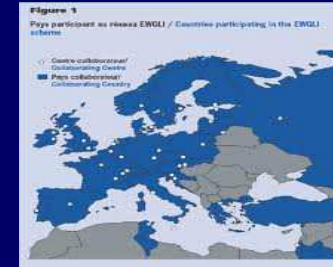 Figure 1
Pays participant au réseau EWGLI / Countries participating in the EWGLI
scheme
Centre collaborateur/
Collaborating Centre
Pays collaborateur/
Collaborating Country